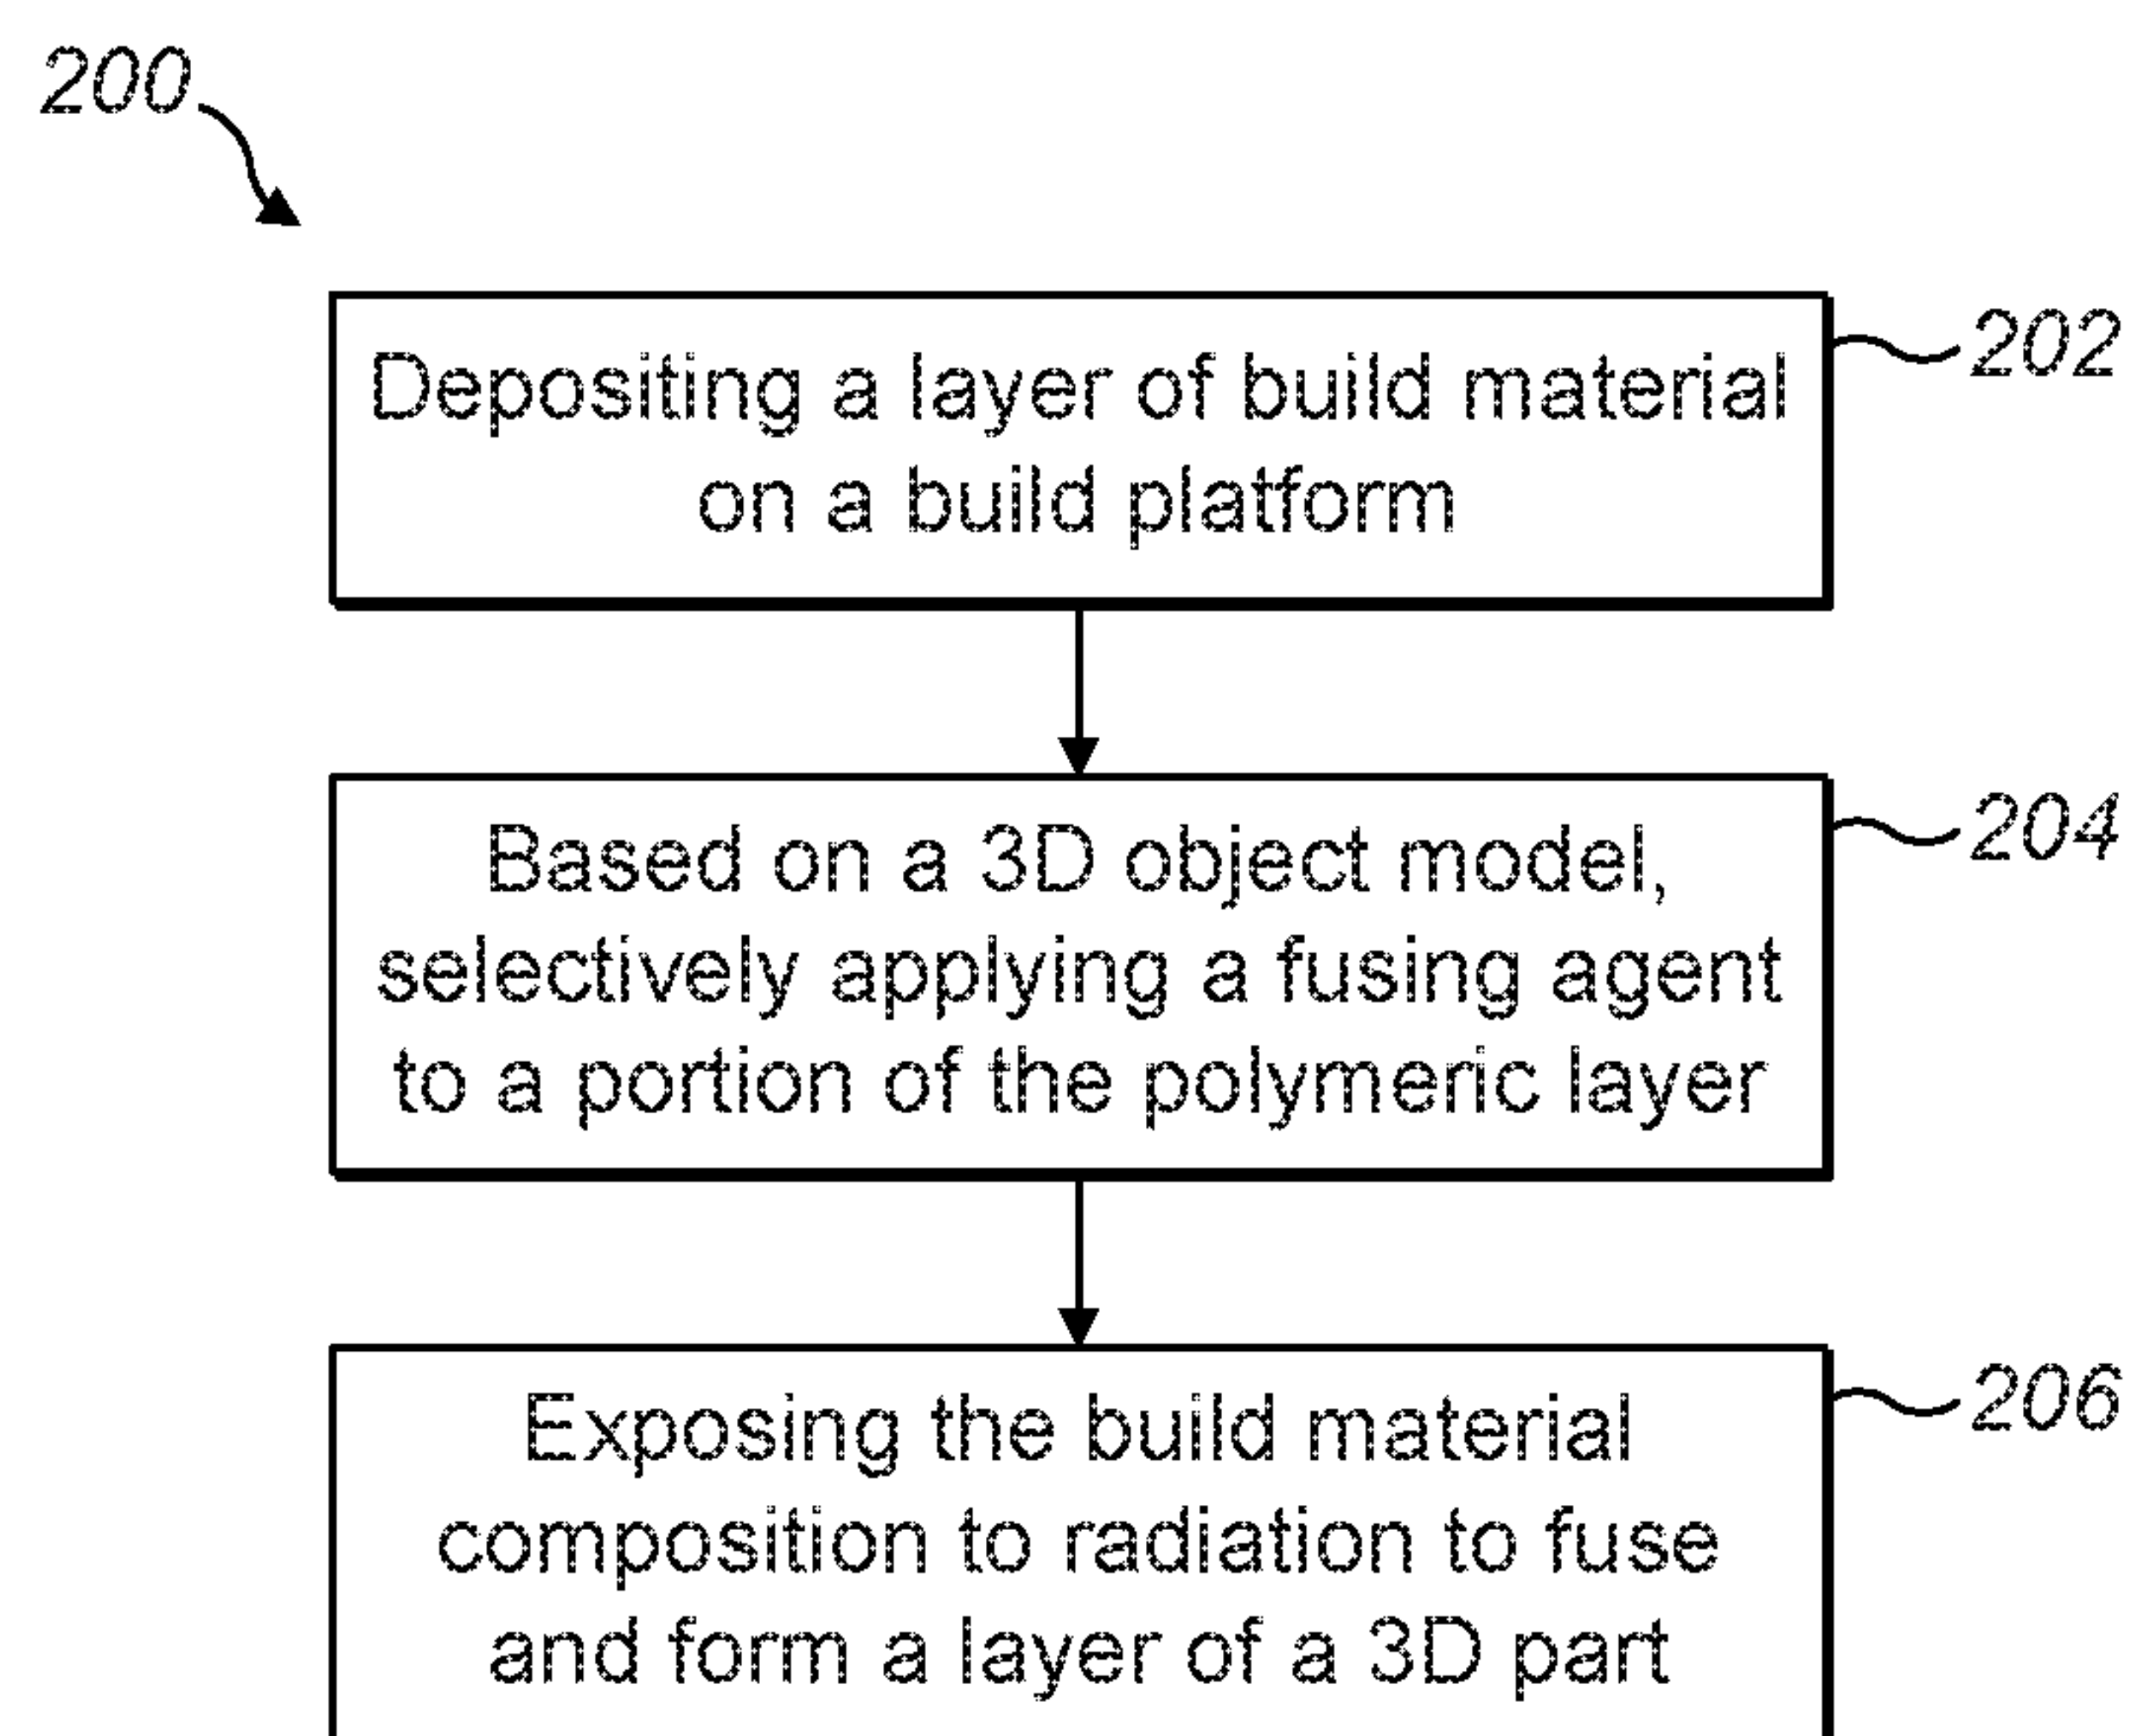 200
202
Depositing a layer of build material
on a build platform
204
Based on a 3D object model,
selectively applying a fusing agent
to a portion of the polymeric layer
206
Exposing the build material
composition to radiation to fuse
and form a layer of a 3D part